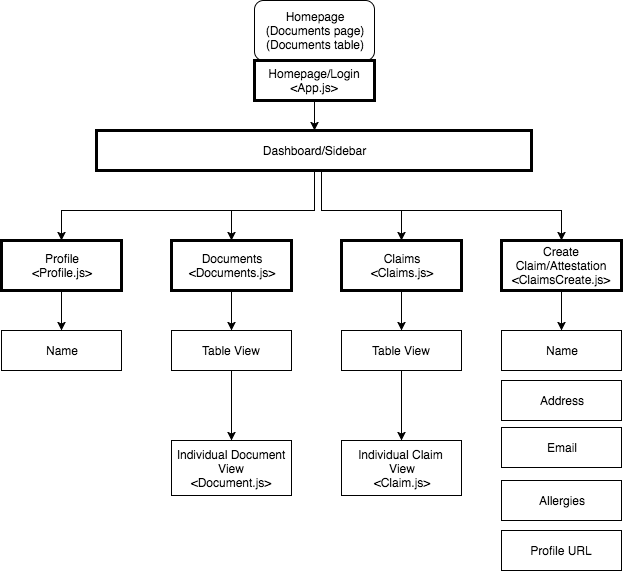 Homepage
(Documents page)
(Documents table)
Homepage/Login
<App.js>
Dashboard/Sidebar
Profile
<Profile.js>
Documents
<Documents.js>
Claims
<Claims.js>
Create
Claim/Attestation
<ClaimsCreate.js>
Name
Table View
Table View
Name
Address
Email
Individual Document
View
<Document.js>
Individual Claim
View
<Claim.js>
Allergies
Profile URL